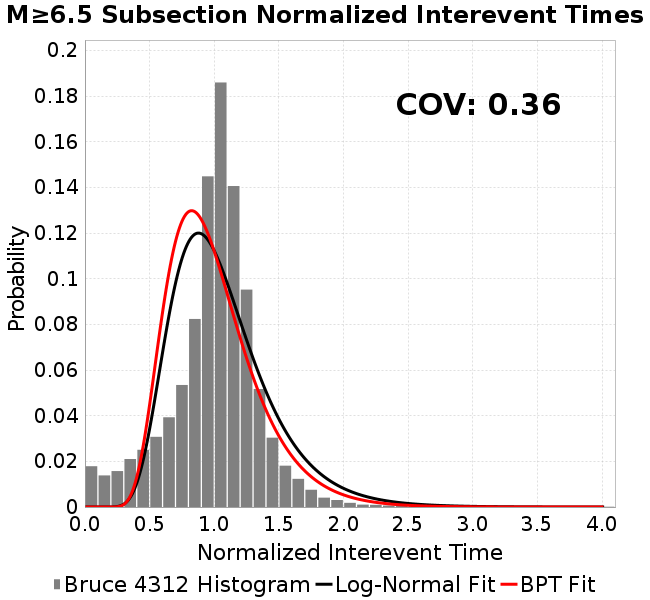 M≥6.5 Subsection Normalized Interevent Times
COV: 0.36
Probability
0.2
0.18
0.16
0.14
0.12
0.1
0.08
0.06
0.04
0.02
0
0.0 0.5 1.0 1.5 2.0 2.5 3.0 3.5 4.0
Normalized Interevent Time
Bruce 4312 Histogram Log-Normal Fit BPT Fit